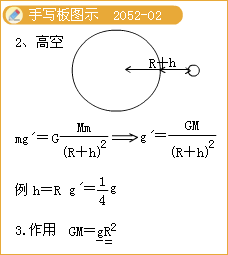 手写板图示 2052-02
2、高空
R+h
mg´=G Mm/(R+h)² ⟹ g´= GM/(R+h)²
例 h=R g´=1/4 g
3.作用 GM=gR²